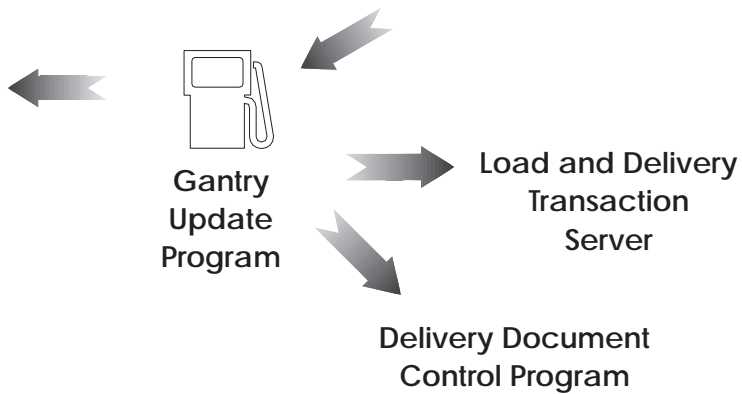 Gantry
Update
Program
Load and Delivery
Transaction
Server
Delivery Document
Control Program